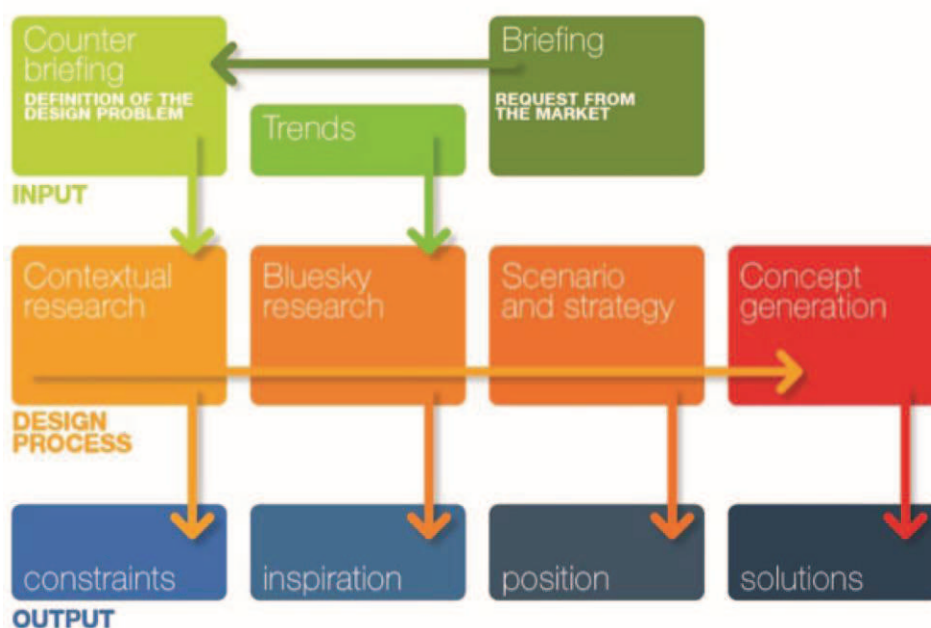 Counter
briefing
DEFINITION OF THE
DESIGN PROBLEM
Briefing
REQUEST FROM
THE MARKET
Trends
INPUT
Contextual
research
Bluesky
research
Scenario
and strategy
Concept
generation
DESIGN
PROCESS
constraints
inspiration
position
solutions
OUTPUT